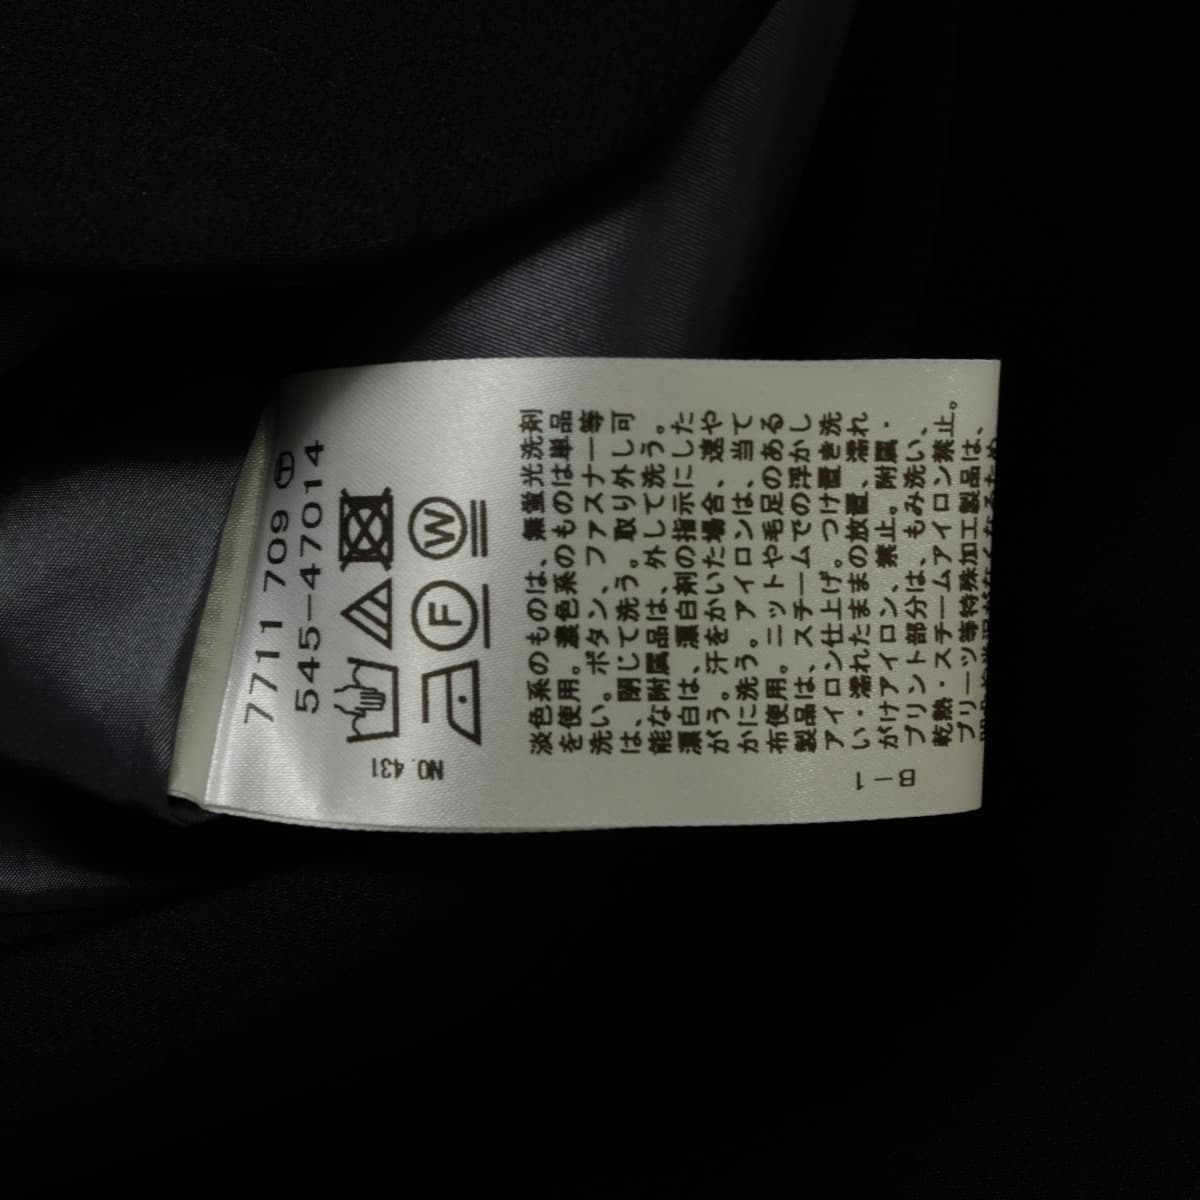 7711 709 Ⓣ
545-47014
F W
NO.431
淡色系のものは、無蛍光洗剤
を使用。濃色系のものは単品
洗い。ボタン、ファスナー等
は、閉じて洗う。取り外し可
能な附属品は、外して洗う。
漂白は、漂白剤の指示にした
がう。汗をかいた場合、速や
かに洗う。アイロンは、当て
布使用。ニットや毛足のある
製品は、スチームでの浮かし
アイロン仕上げ。つけ置き洗
い・濡れたままの放置、濡れ
がけアイロン、禁止。附属・
プリント部分は、もみ洗い、
乾熱・スチームアイロン禁止。
プリーツ等特殊加工製品は、
B-1